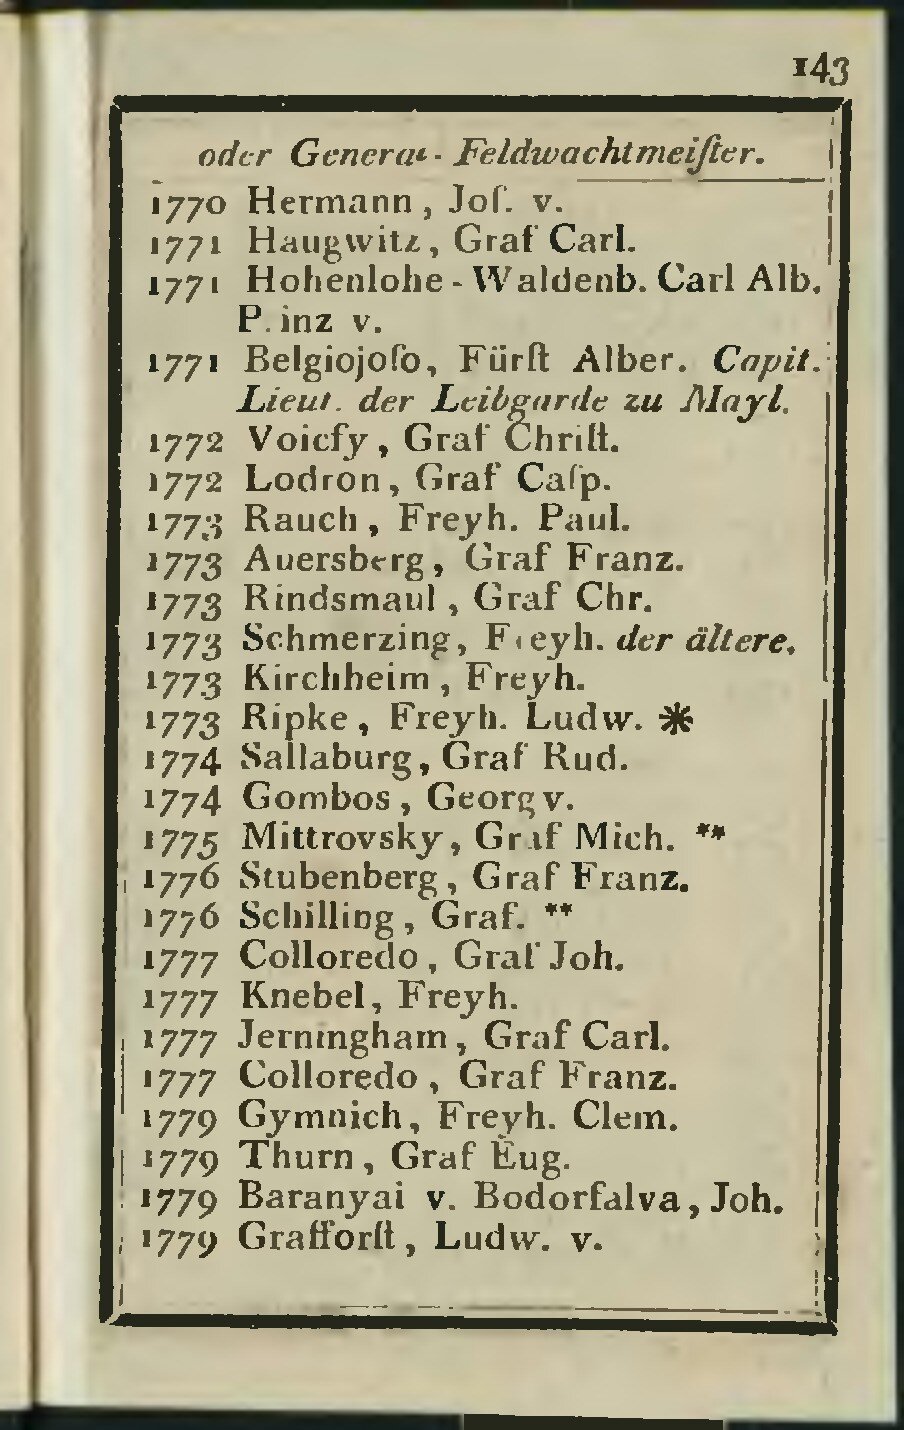 143
oder General-Feldwachtmeiſter.
1770 Hermann, Joſ. v.
1771 Haugwitz, Graf Carl.
1771 Hohenlohe-Waldenb. Carl Alb.
Prinz v.
1771 Belgiojoſo, Fürſt Alber. Capit.
Lieut. der Leibgarde zu Mayl.
1772 Voicfy, Graf Chriſt.
1772 Lodron, Graf Caſp.
1773 Rauch, Freyh. Paul.
1773 Auersberg, Graf Franz.
1773 Rindsmaul, Graf Chr.
1773 Schmerzing, Freyh. der ältere.
1773 Kirchheim, Freyh.
1773 Ripke, Freyh. Ludw. *
1774 Sallaburg, Graf Rud.
1774 Gombos, Georg v.
1775 Mittrovsky, Graf Mich. **
1776 Stubenberg, Graf Franz.
1776 Schilling, Graf. **
1777 Colloredo, Graf Joh.
1777 Knebel, Freyh.
1777 Jerningham, Graf Carl.
1777 Colloredo, Graf Franz.
1779 Gymnich, Freyh. Clem.
1779 Thurn, Graf Eug.
1779 Baranyai v. Bodorfalva, Joh.
1779 Grafforſt, Ludw. v.